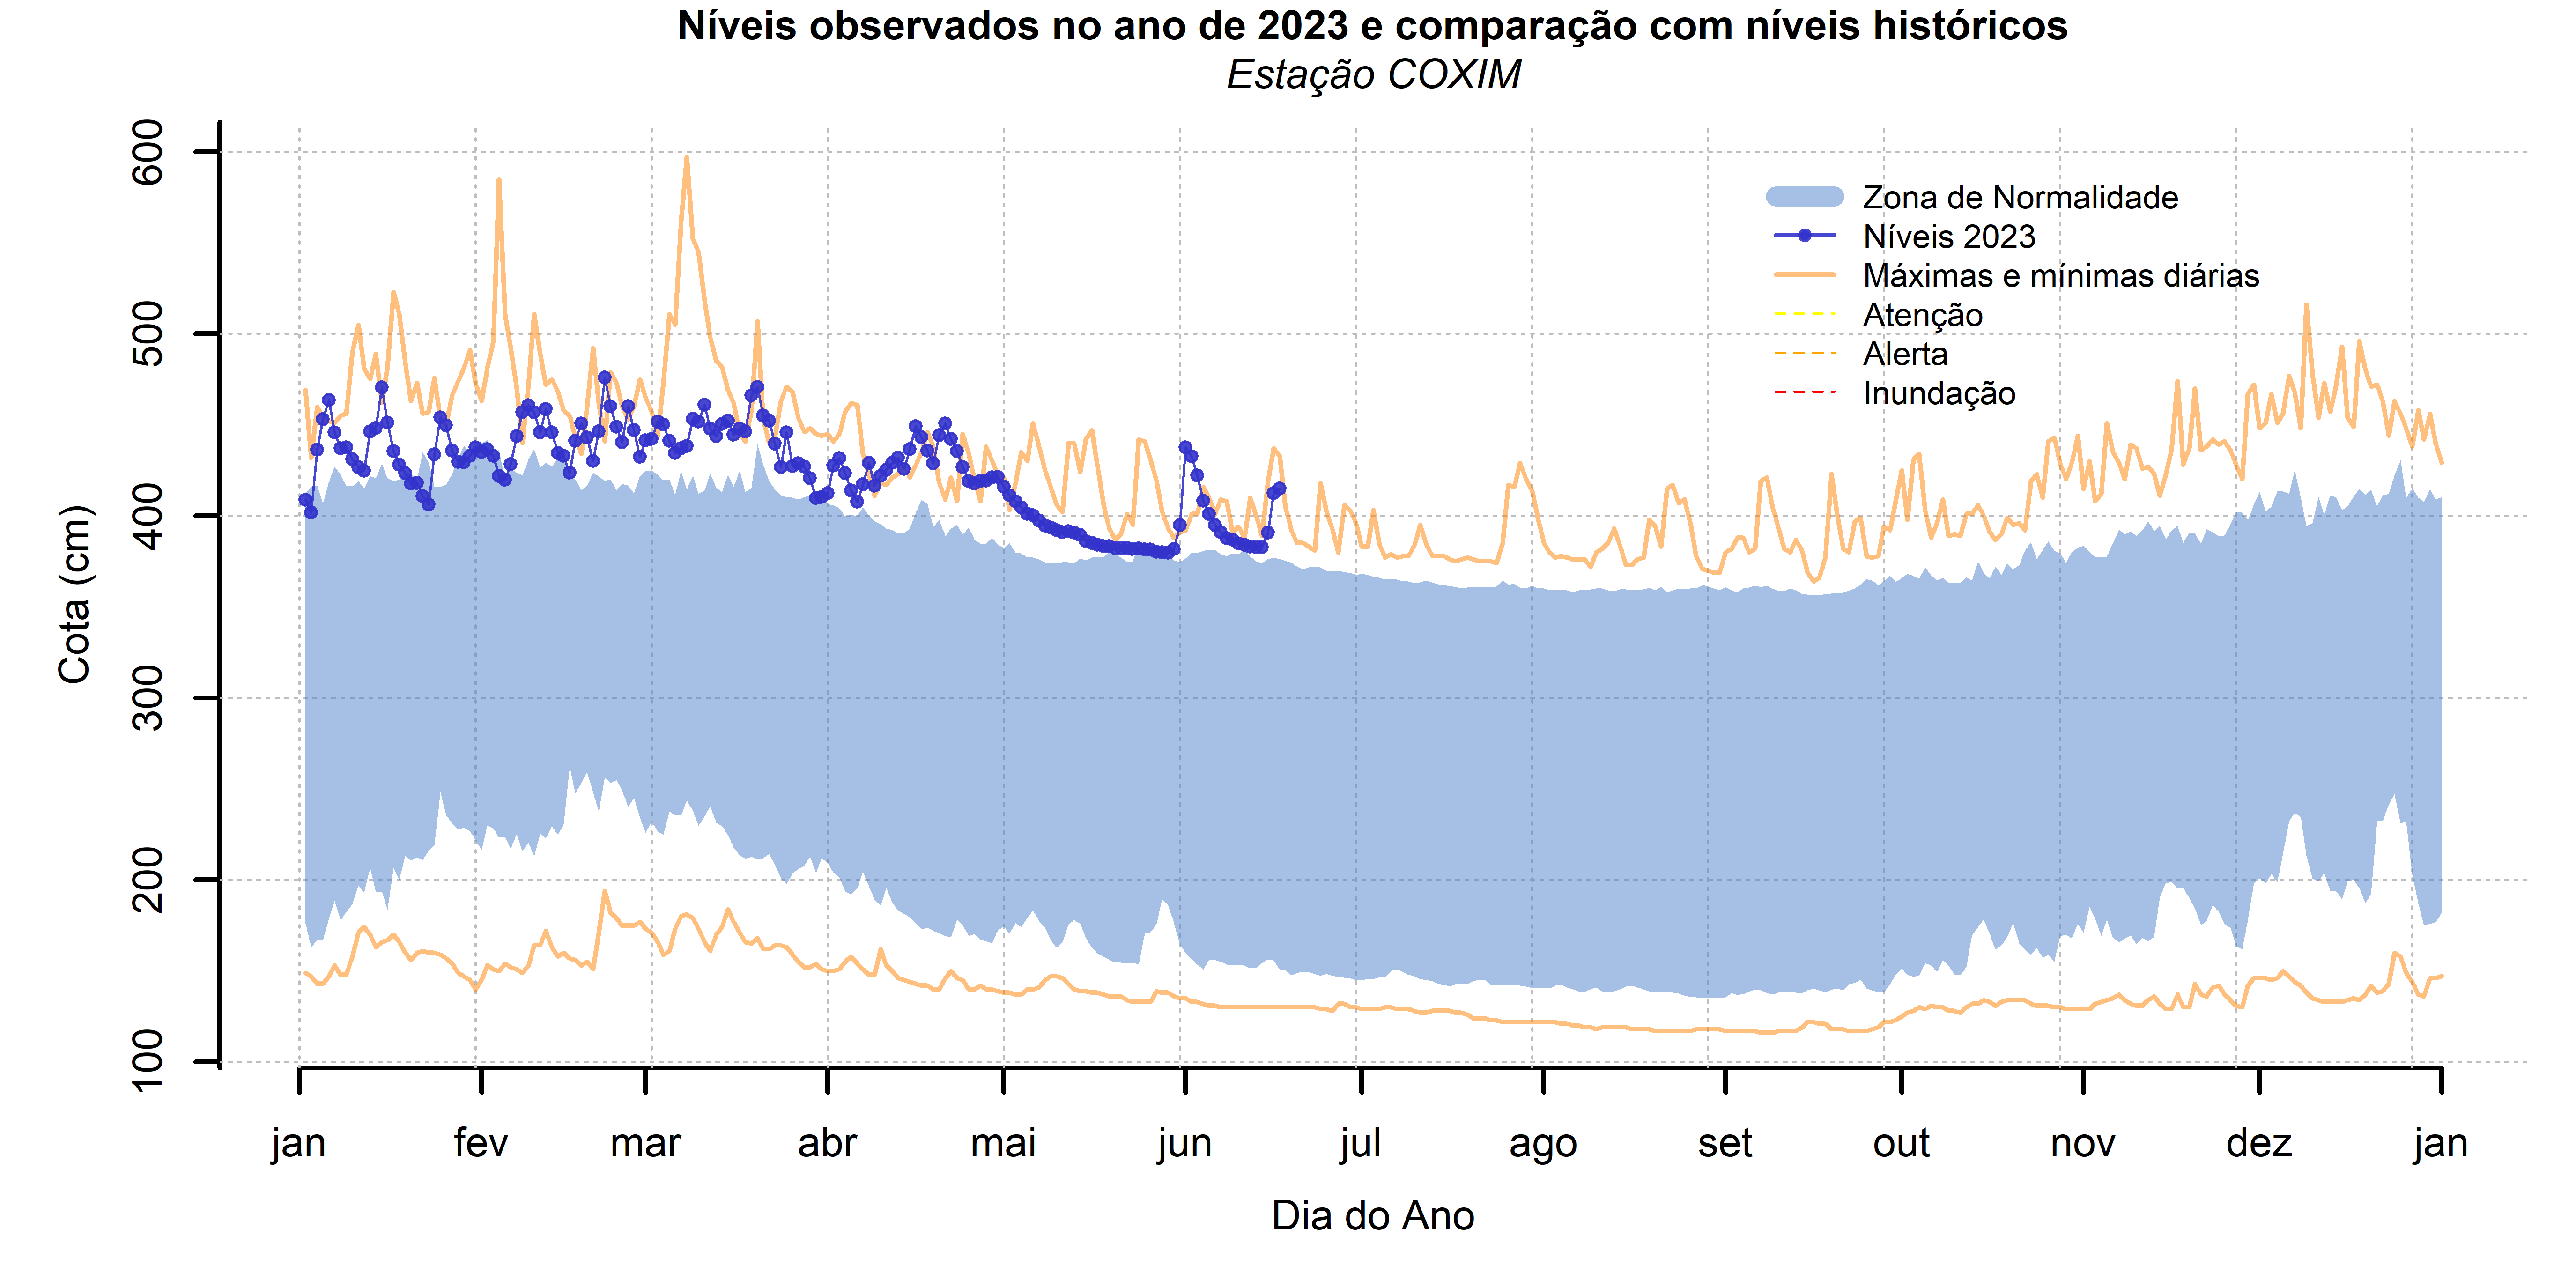 Níveis observados no ano de 2023 e comparação com níveis históricos
Estação COXIM
600
500
400
300
200
100
Cota (cm)
Zona de Normalidade
Níveis 2023
Máximas e mínimas diárias
Atenção
Alerta
Inundação
jan fev mar abr mai jun jul ago set out nov dez jan
Dia do Ano